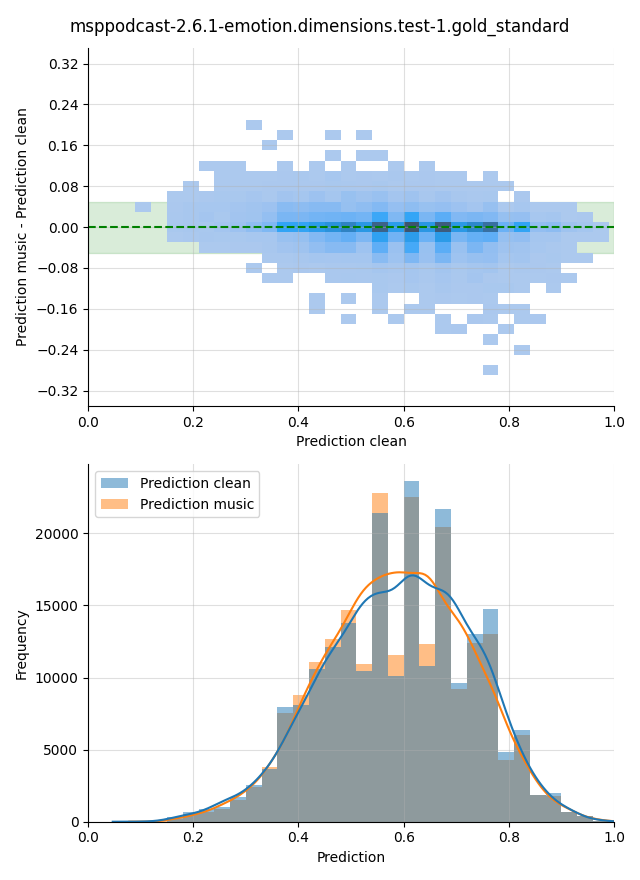 msppodcast-2.6.1-emotion.dimensions.test-1.gold_standard
0.32
0.24
0.16
0.08
0.00
−0.08
−0.16
−0.24
−0.32
Prediction music - Prediction clean
0.0 0.2 0.4 0.6 0.8 1.0
Prediction clean
Prediction clean
Prediction music
20000
15000
10000
5000
0
Frequency
0.0 0.2 0.4 0.6 0.8 1.0
Prediction